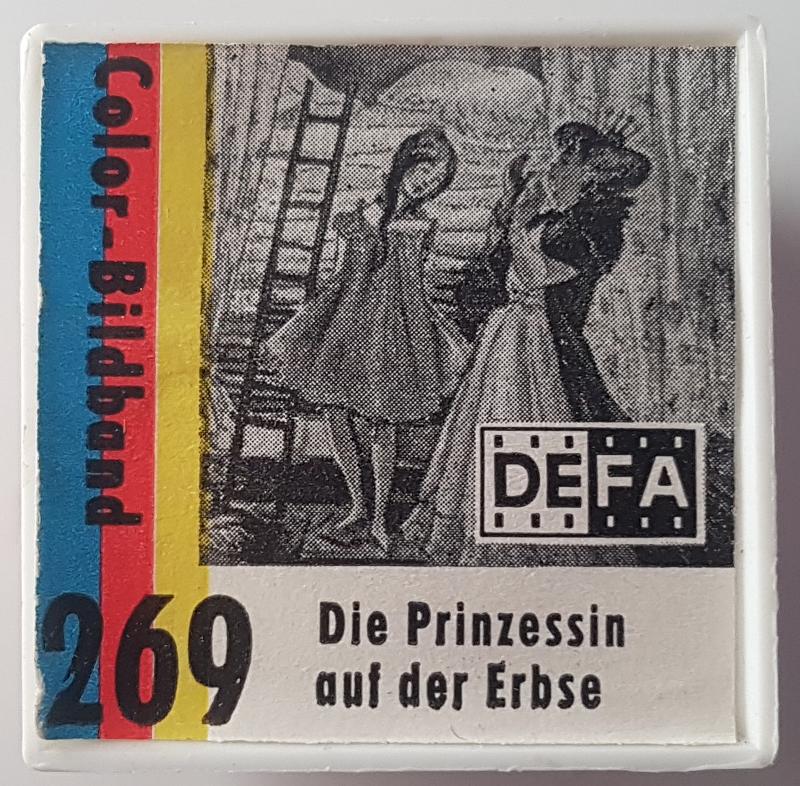 Color-Bildband
DEFA
269
Die Prinzessin
auf der Erbse